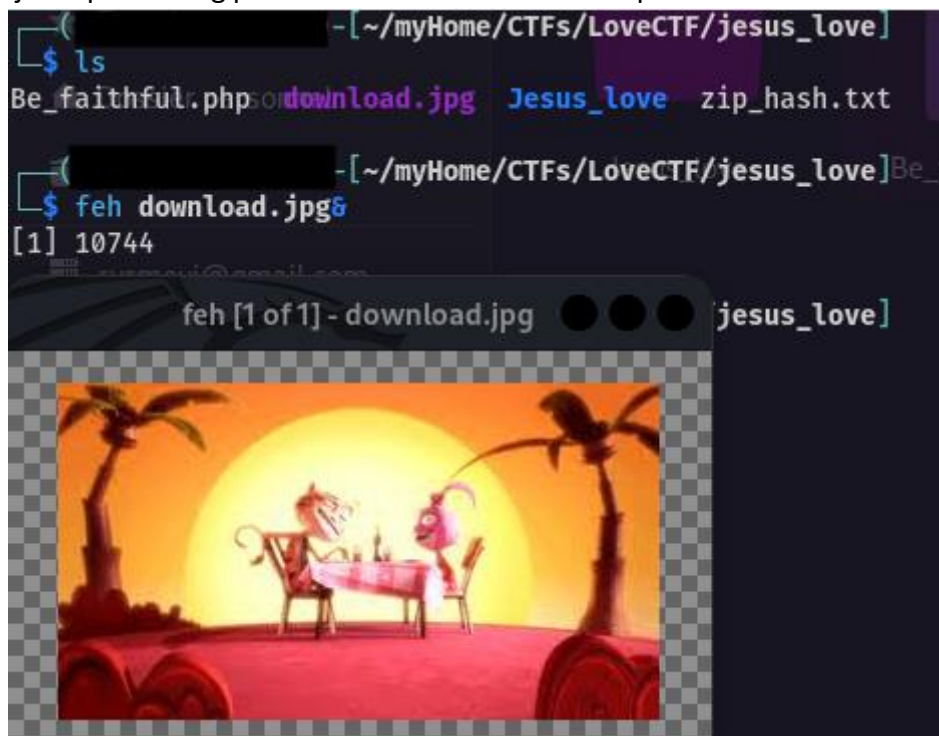 -[~/myHome/CTFs/LoveCTF/jesus_love]
$ ls
Be_faithful.php download.jpg Jesus_love zip_hash.txt
-[~/myHome/CTFs/LoveCTF/jesus_love]
$ feh download.jpg&
[1] 10744
feh [1 of 1] - download.jpg
/jesus_love]